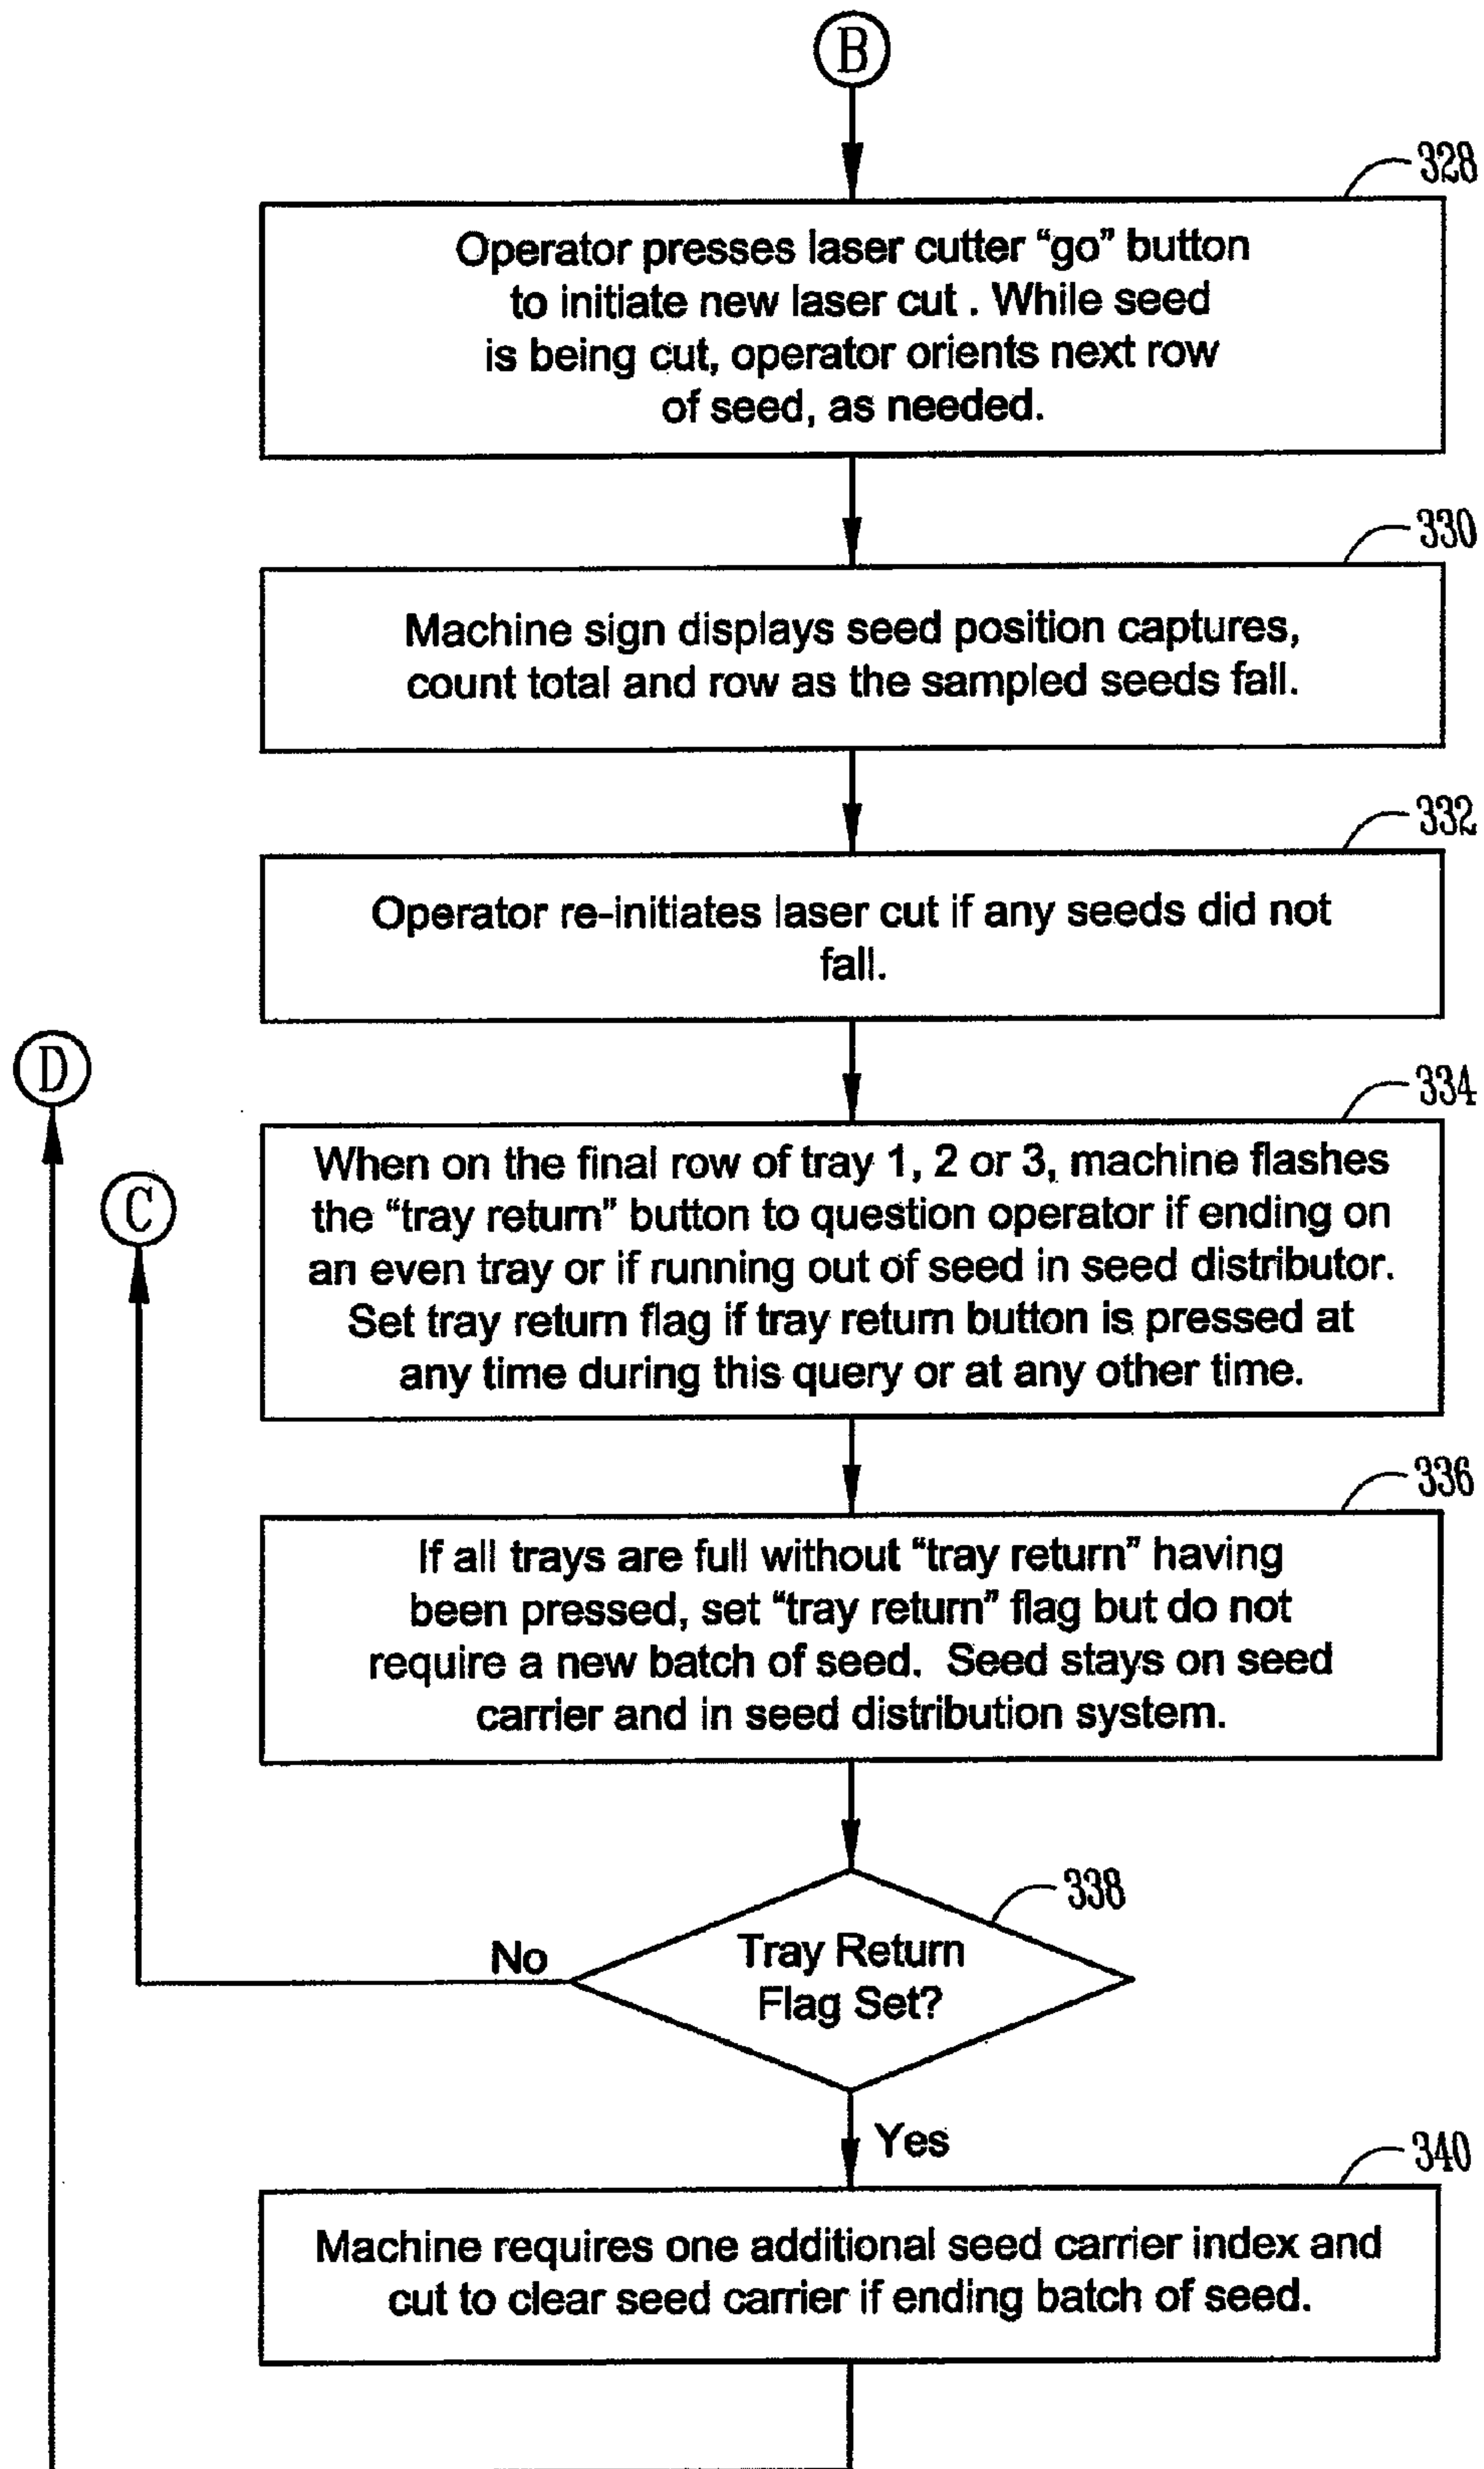 B
328
Operator presses laser cutter “go” button
to initiate new laser cut . While seed
is being cut, operator orients next row
of seed, as needed.
330
Machine sign displays seed position captures,
count total and row as the sampled seeds fall.
332
Operator re-initiates laser cut if any seeds did not
fall.
D
C
334
When on the final row of tray 1, 2 or 3, machine flashes
the “tray return” button to question operator if ending on
an even tray or if running out of seed in seed distributor.
Set tray return flag if tray return button is pressed at
any time during this query or at any other time.
336
If all trays are full without “tray return” having
been pressed, set “tray return” flag but do not
require a new batch of seed. Seed stays on seed
carrier and in seed distribution system.
338
No
Tray Return
Flag Set?
Yes
340
Machine requires one additional seed carrier index and
cut to clear seed carrier if ending batch of seed.